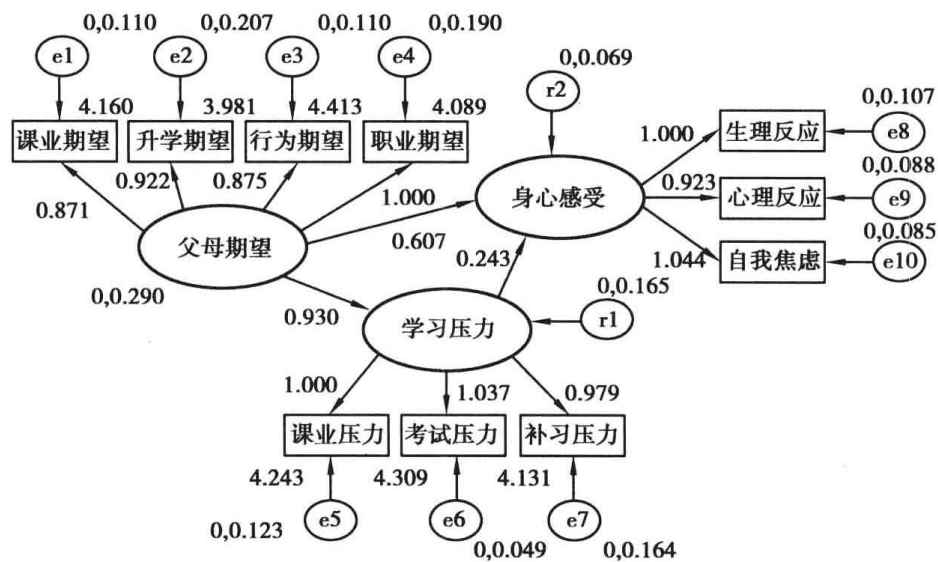 0,0.110 0,0.207 0,0.110 0,0.190
e1 e2 e3 e4
0,0.069
r2
4.160 3.981 4.413 4.089
课业期望 升学期望 行为期望 职业期望
0,0.107
1.000 生理反应 e8
0.922 0.875
0.871 1.000
身心感受
0,0.088
0.923 心理反应 e9
父母期望 0.607
0.243
0,0.085
1.044 自我焦虑 e10
0,0.290
0.930
0,0.165
学习压力 r1
1.000 1.037 0.979
课业压力 考试压力 补习压力
4.243 4.309 4.131
e5 e6 e7
0,0.123 0,0.049 0,0.164